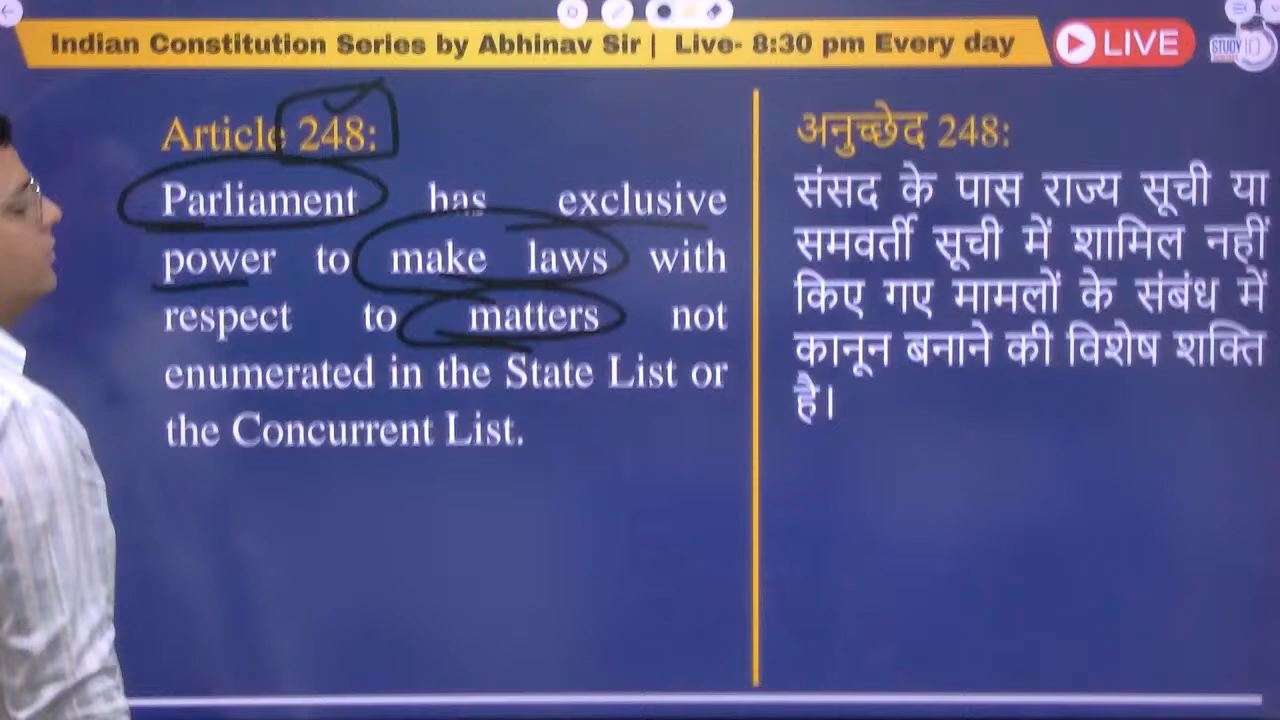 Indian Constitution Series by Abhinav Sir | Live- 8:30 pm Every day
LIVE
STUDY
Article 248:
Parliament has exclusive
power to make laws with
respect to matters not
enumerated in the State List or
the Concurrent List.
अनुच्छेद 248:
संसद के पास राज्य सूची या
समवर्ती सूची में शामिल नहीं
किए गए मामलों के संबंध में
कानून बनाने की विशेष शक्ति
है।